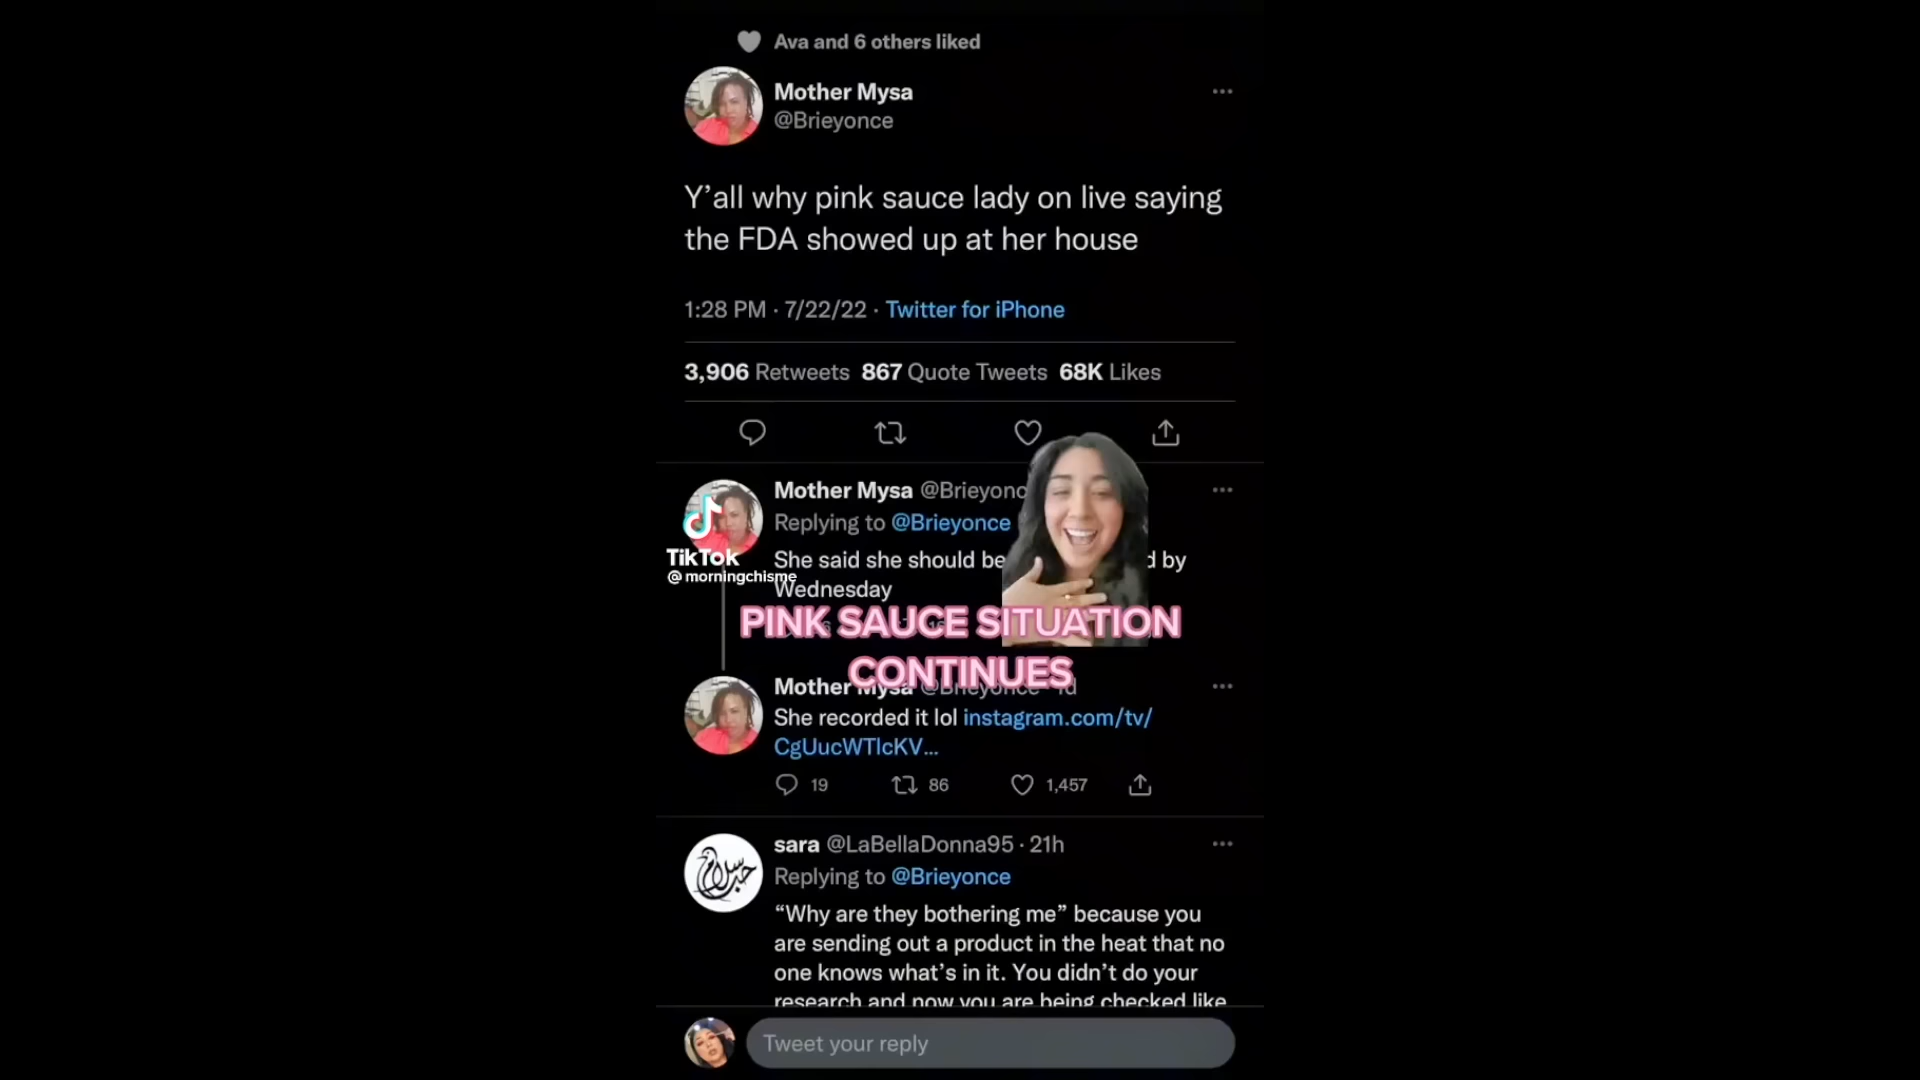 Ava and 6 others liked
Mother Mysa
@Brieyonce
Y’all why pink sauce lady on live saying
the FDA showed up at her house
1:28 PM · 7/22/22 · Twitter for iPhone
3,906 Retweets 867 Quote Tweets 68K Likes
Mother Mysa @Brieyonc
Replying to @Brieyonce
TikTok
@morningchisme
She said she should be d by
Wednesday
PINK SAUCE SITUATION
CONTINUES
Mother Mysa @Brieyonce · 1d
She recorded it lol instagram.com/tv/
CgUucWTlcKV...
19 86 1,457
sara @LaBellaDonna95 · 21h
Replying to @Brieyonce
“Why are they bothering me” because you
are sending out a product in the heat that no
one knows what’s in it. You didn’t do your
research and now you are being checked like
Tweet your reply